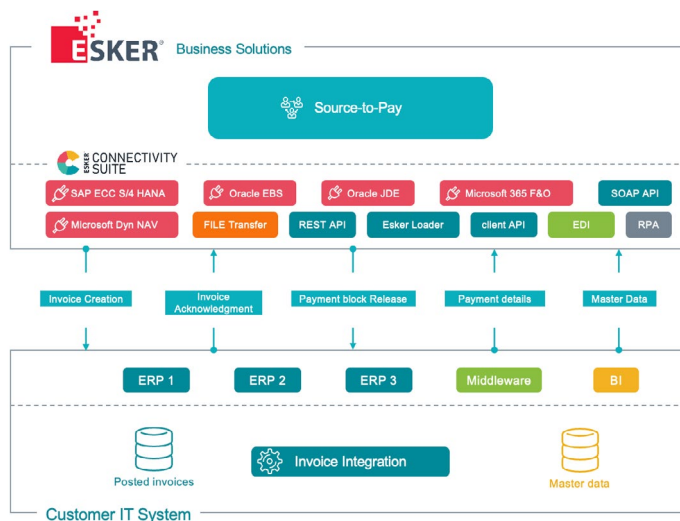 ESKER®
Business Solutions
Source-to-Pay
ESKER CONNECTIVITY
SUITE
SAP ECC S/4 HANA
Oracle EBS
Oracle JDE
Microsoft 365 F&O
SOAP API
Microsoft Dyn NAV
FILE Transfer
REST API
Esker Loader
client API
EDI
RPA
Invoice Creation
Invoice
Acknowledgment
Payment block Release
Payment details
Master Data
ERP 1
ERP 2
ERP 3
Middleware
BI
Posted invoices
Invoice Integration
Master data
Customer IT System